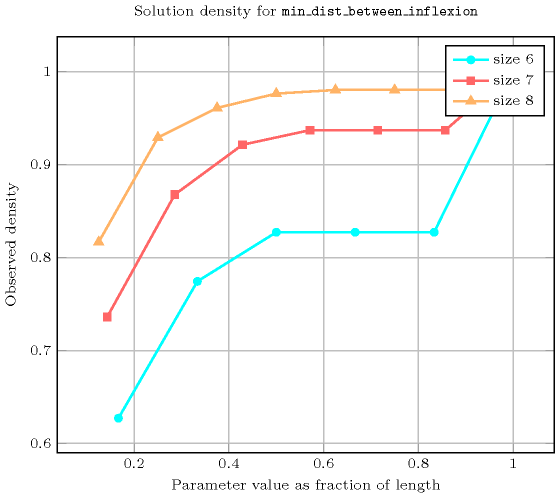 Solution density for min_dist_between_inflexion
size 6
size 7
size 8
1
0.9
0.8
0.7
0.6
Observed density
0.2 0.4 0.6 0.8 1
Parameter value as fraction of length